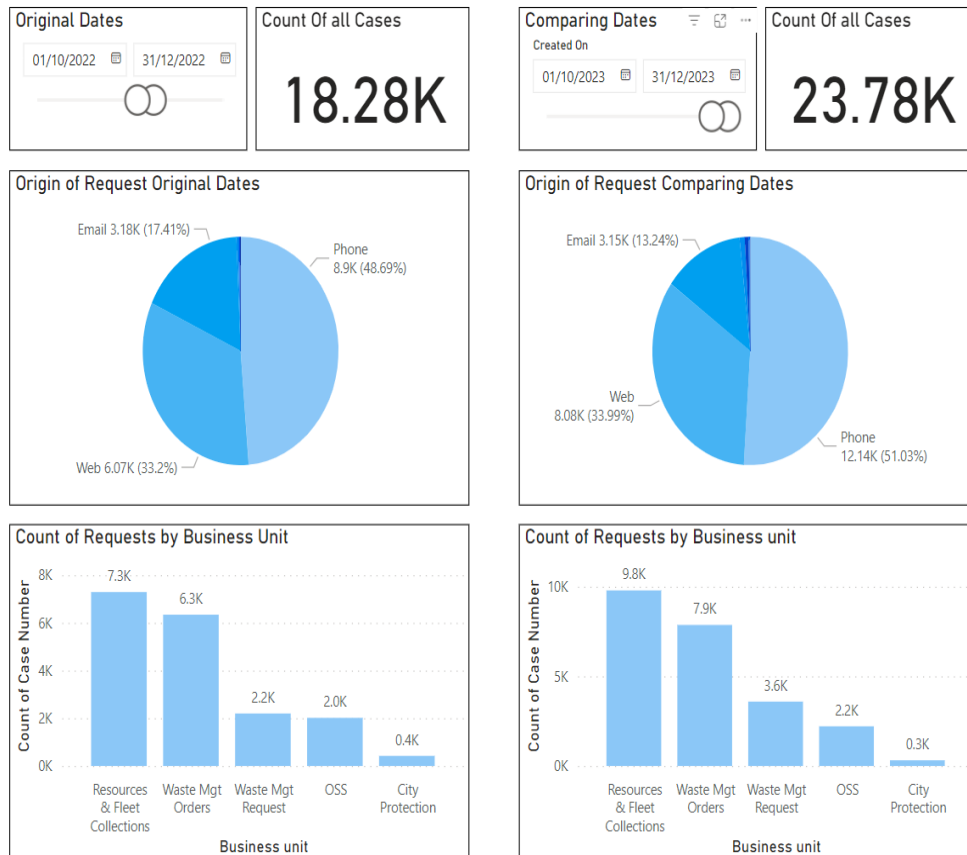 Original Dates
01/10/2022
31/12/2022
Count Of all Cases
18.28K
Comparing Dates
Created On
01/10/2023
31/12/2023
Count Of all Cases
23.78K
Origin of Request Original Dates
Email 3.18K (17.41%)
Phone
8.9K (48.69%)
Web 6.07K (33.2%)
Origin of Request Comparing Dates
Email 3.15K (13.24%)
Web
8.08K (33.99%)
Phone
12.14K (51.03%)
Count of Requests by Business Unit
Count of Case Number
8K
6K
4K
2K
0K
7.3K
6.3K
2.2K
2.0K
0.4K
Resources
& Fleet
Collections
Waste Mgt
Orders
Waste Mgt
Request
OSS
City
Protection
Business unit
Count of Requests by Business unit
Count of Case Number
10K
5K
0K
9.8K
7.9K
3.6K
2.2K
0.3K
Resources
& Fleet
Collections
Waste Mgt
Orders
Waste Mgt
Request
OSS
City
Protection
Business unit